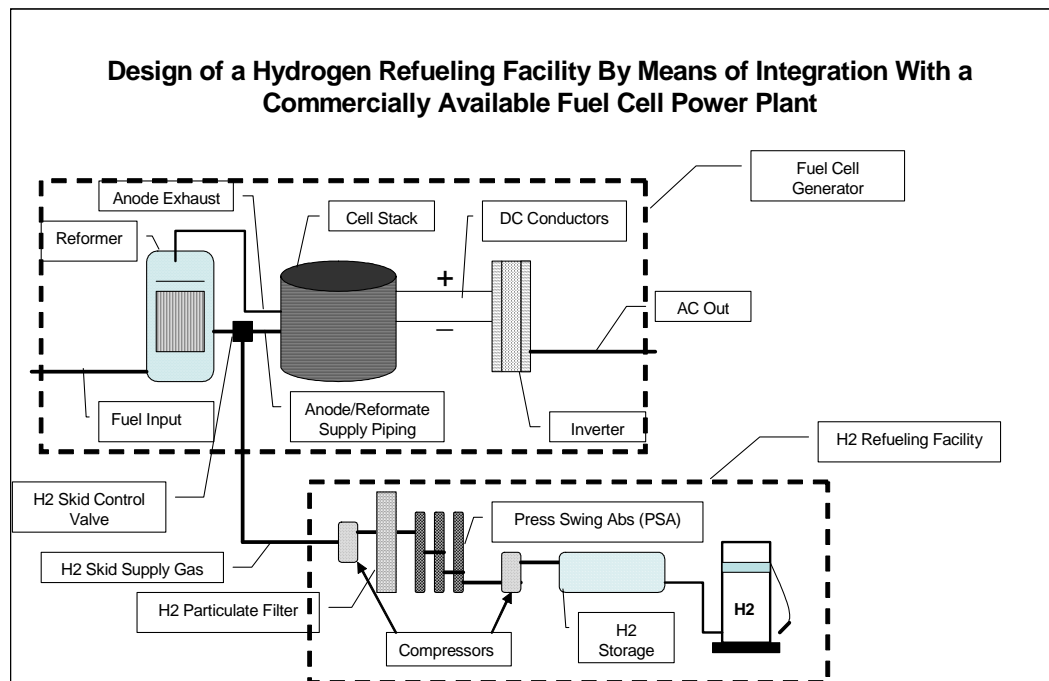 Design of a Hydrogen Refueling Facility By Means of Integration With a
Commercially Available Fuel Cell Power Plant
Fuel Cell
Generator
Anode Exhaust
Cell Stack
DC Conductors
Reformer
+
–
AC Out
Fuel Input
Anode/Reformate
Supply Piping
Inverter
H2 Refueling Facility
H2 Skid Control
Valve
Press Swing Abs (PSA)
H2 Skid Supply Gas
H2 Particulate Filter
H2
Compressors
H2
Storage